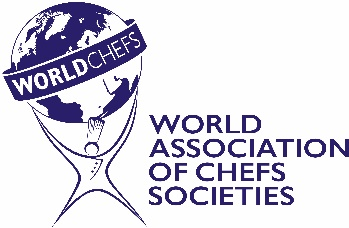 WORLDCHEFS
WORLD
ASSOCIATION
OF CHEFS
SOCIETIES